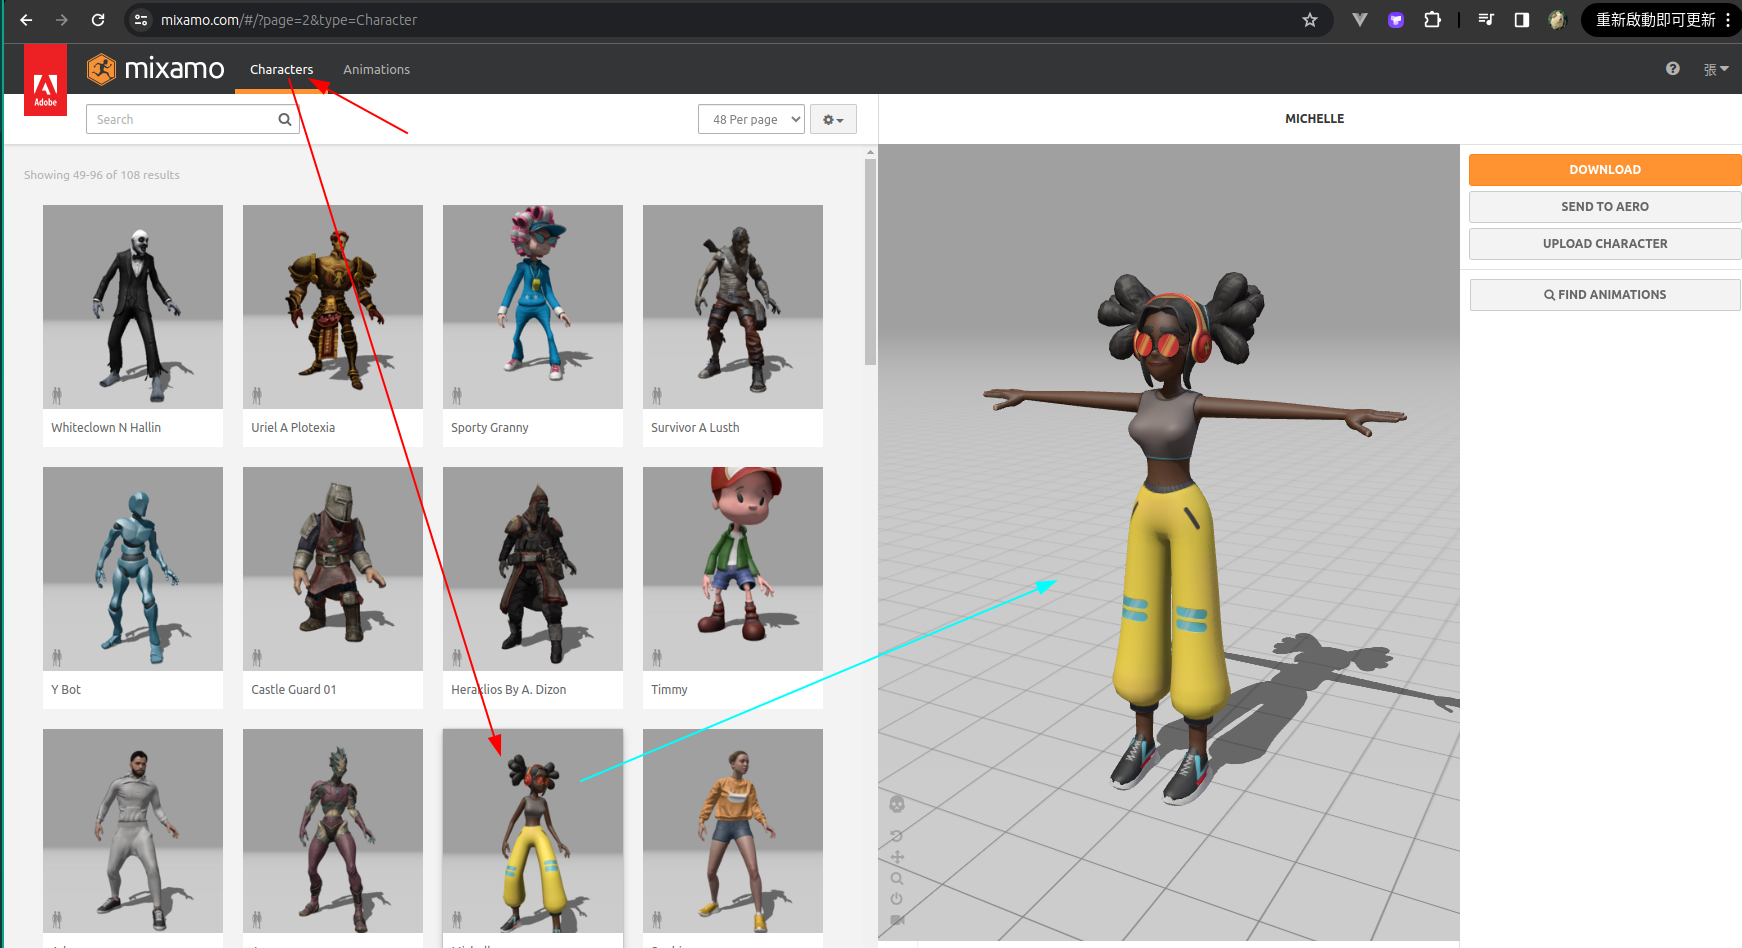 mixamo.com/#/?page=2&type=Character
重新啟動即可更新
Adobe
mixamo
Characters
Animations
張
Search
48 Per page
MICHELLE
Showing 49-96 of 108 results
DOWNLOAD
SEND TO AERO
UPLOAD CHARACTER
FIND ANIMATIONS
Whiteclown N Hallin
Uriel A Plotexia
Sporty Granny
Survivor A Lusth
Y Bot
Castle Guard 01
Heraklios By A. Dizon
Timmy